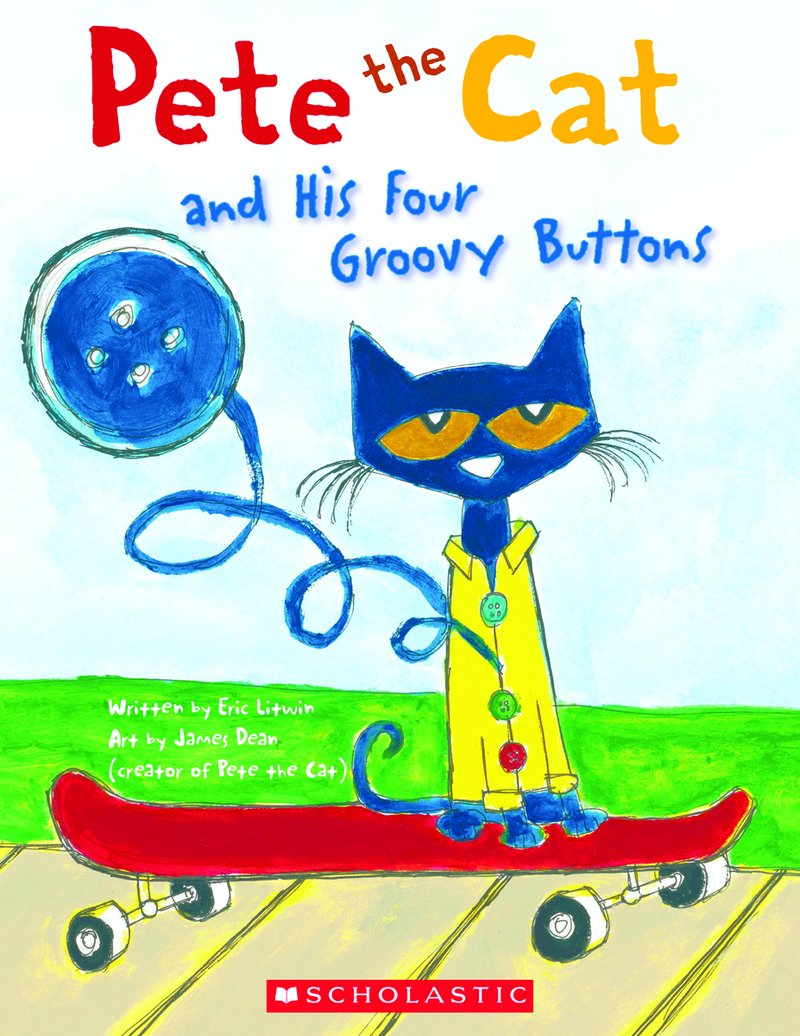 Pete the Cat
and His Four
Groovy Buttons
Written by Eric Litwin
Art by James Dean
(creator of Pete the Cat)
SCHOLASTIC